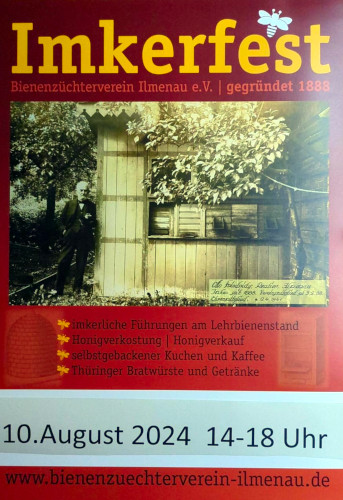 Imkerfest
Bienenzüchterverein Ilmenau e.V. | gegründet 1888
imkerliche Führungen am Lehrbienenstand
Honigverkostung | Honigverkauf
selbstgebackener Kuchen und Kaffee
Thüringer Bratwürste und Getränke
10.August 2024 14-18 Uhr
www.bienenzuechterverein-ilmenau.de